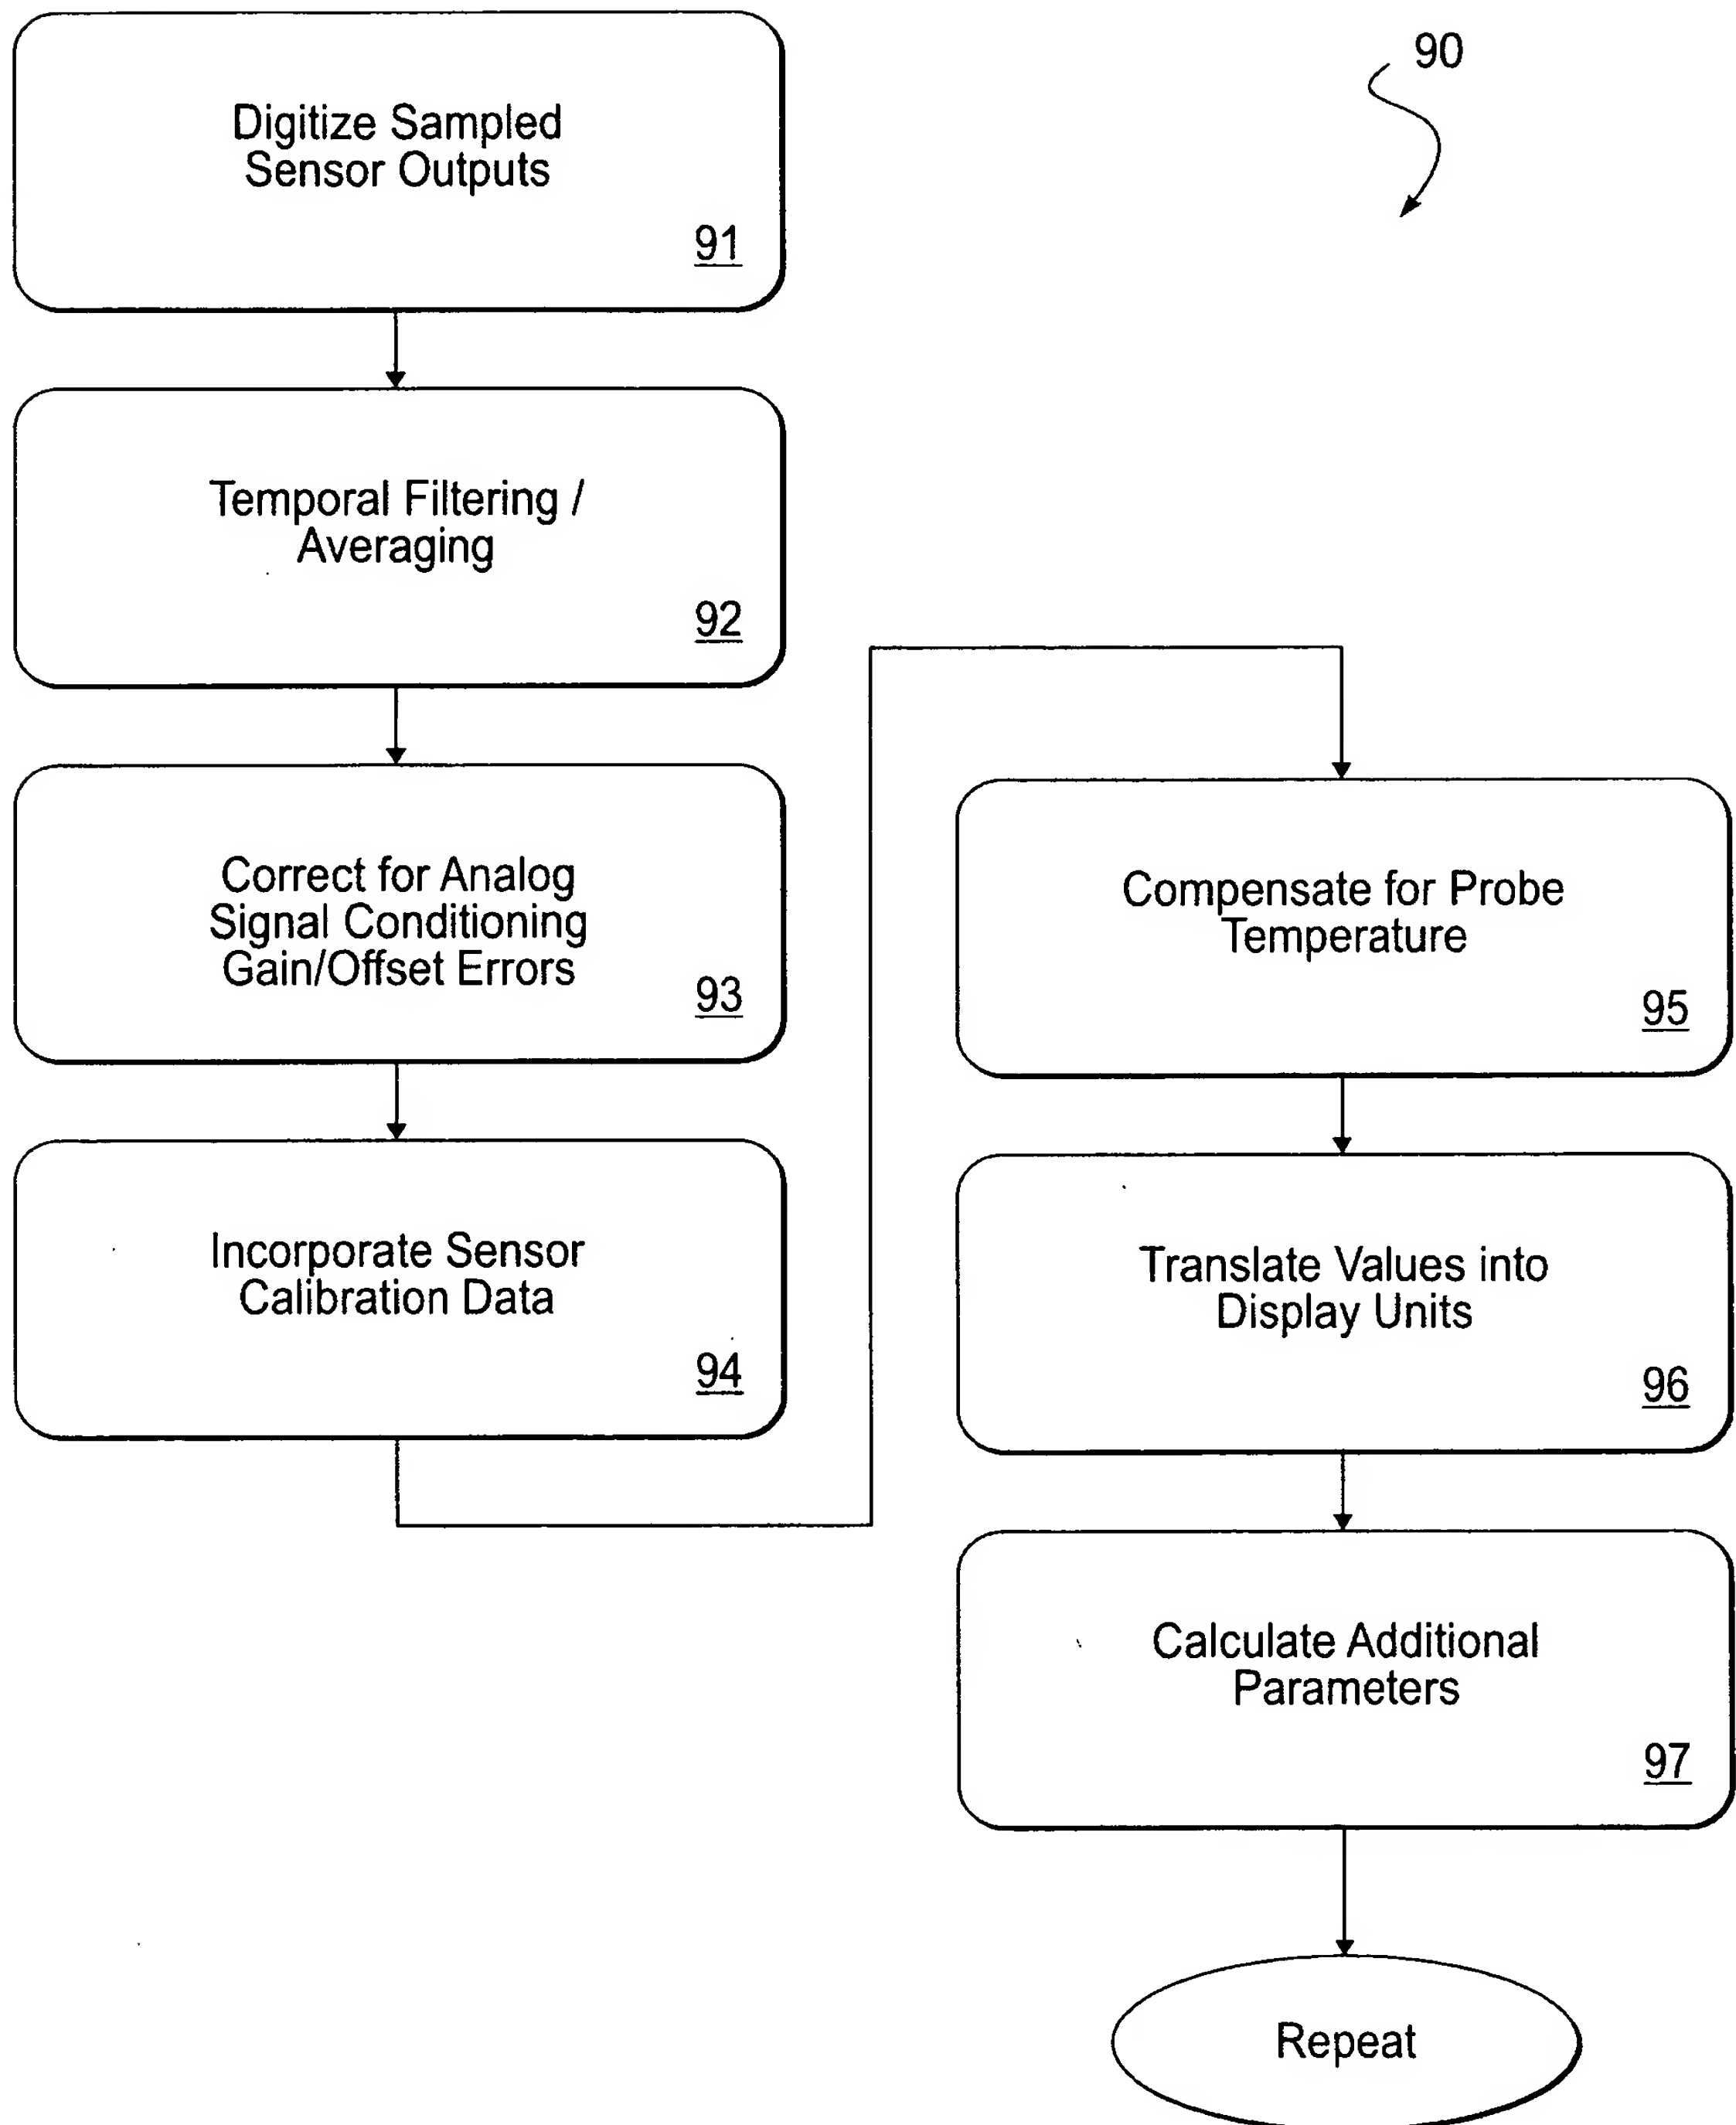 90
Digitize Sampled
Sensor Outputs
91
Temporal Filtering /
Averaging
92
Correct for Analog
Signal Conditioning
Gain/Offset Errors
93
Incorporate Sensor
Calibration Data
94
Compensate for Probe
Temperature
95
Translate Values into
Display Units
96
Calculate Additional
Parameters
97
Repeat